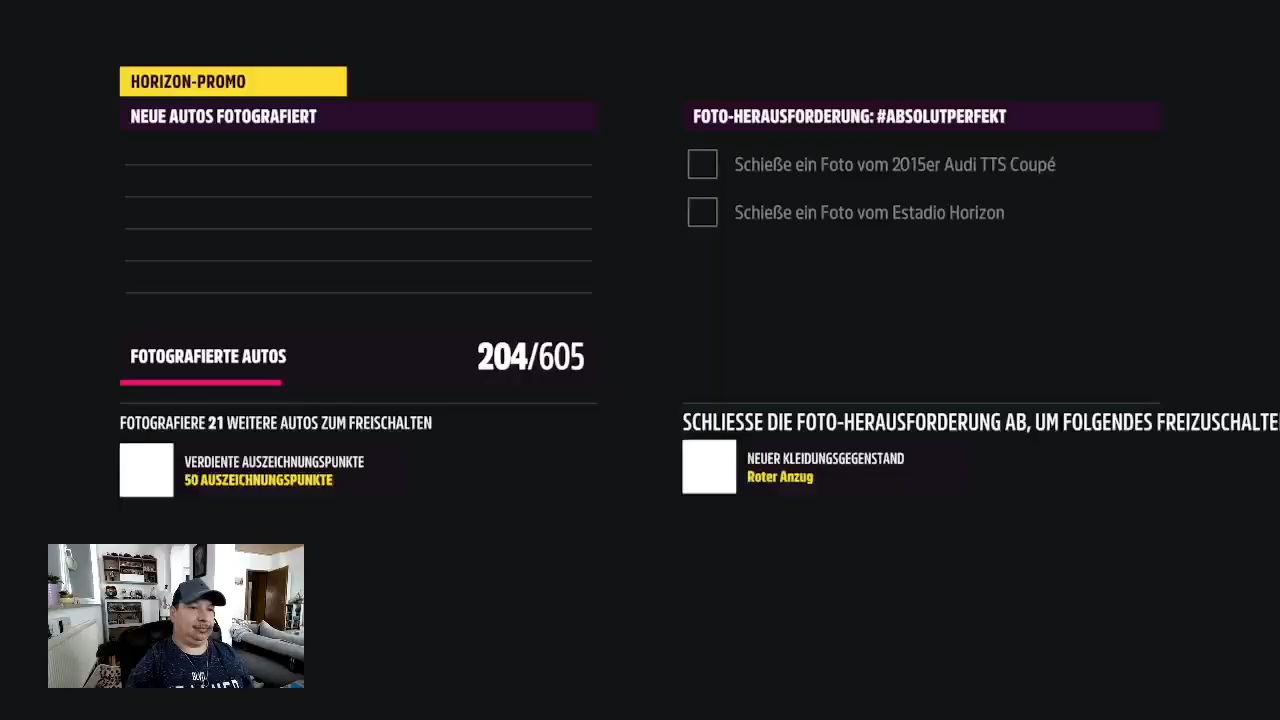 HORIZON-PROMO
NEUE AUTOS FOTOGRAFIERT
FOTOGRAFIERTE AUTOS 204/605
FOTOGRAFIERE 21 WEITERE AUTOS ZUM FREISCHALTEN
VERDIENTE AUSZEICHNUNGSPUNKTE
50 AUSZEICHNUNGSPUNKTE
FOTO-HERAUSFORDERUNG: #ABSOLUTPERFEKT
Schieße ein Foto vom 2015er Audi TTS Coupé
Schieße ein Foto vom Estadio Horizon
SCHLIESSE DIE FOTO-HERAUSFORDERUNG AB, UM FOLGENDES FREIZUSCHALTE
NEUER KLEIDUNGSGEGENSTAND
Roter Anzug